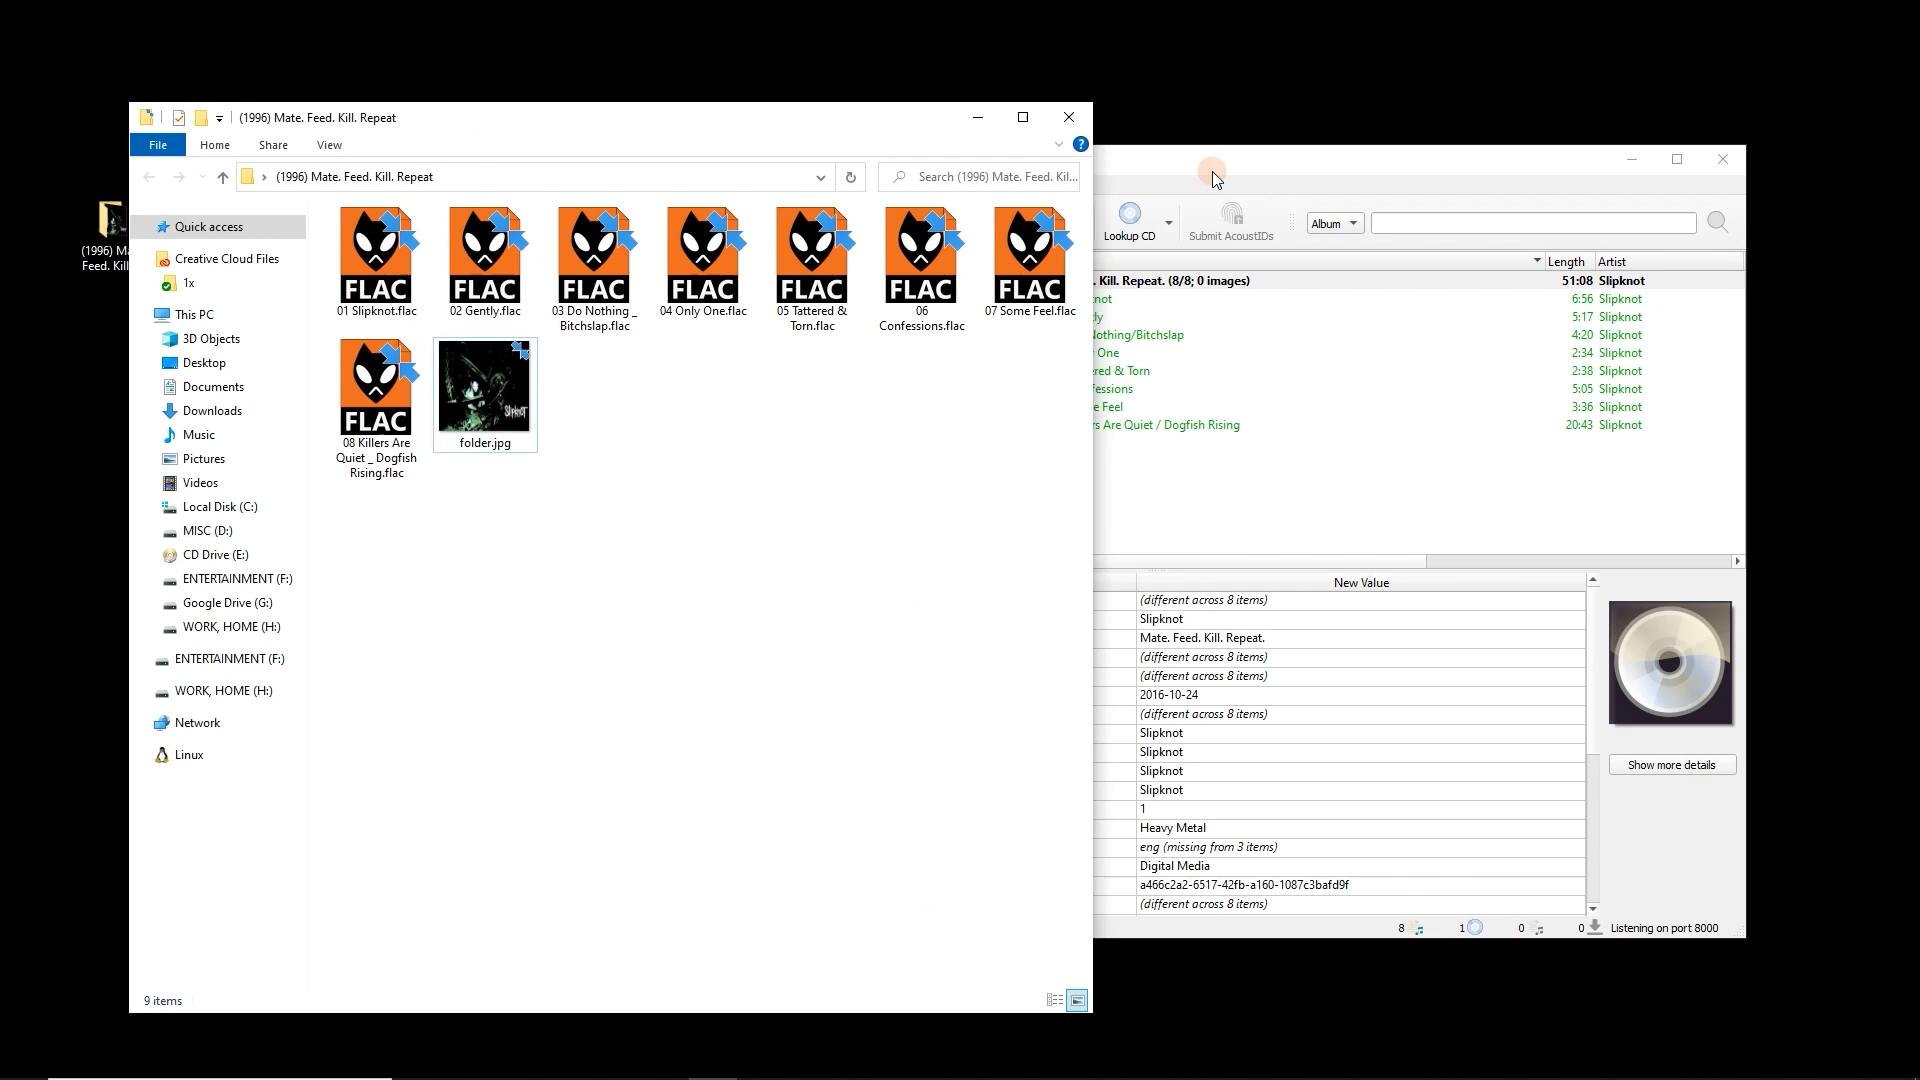 (1996) Mate. Feed. Kill. Repeat
File Home Share View
(1996) Mate. Feed. Kill. Repeat
Search (1996) Mate. Feed. Kil...
(1996) Ma
Feed. Kill
Quick access
Creative Cloud Files
1x
This PC
3D Objects
Desktop
Documents
Downloads
Music
Pictures
Videos
Local Disk (C:)
MISC (D:)
CD Drive (E:)
ENTERTAINMENT (F:)
Google Drive (G:)
WORK, HOME (H:)
ENTERTAINMENT (F:)
WORK, HOME (H:)
Network
Linux
FLAC FLAC FLAC FLAC FLAC FLAC FLAC
01 Slipknot.flac
02 Gently.flac
03 Do Nothing _
Bitchslap.flac
04 Only One.flac
05 Tattered &
Torn.flac
06
Confessions.flac
07 Some Feel.flac
FLAC
08 Killers Are
Quiet _ Dogfish
Rising.flac
Slipknot
folder.jpg
9 items
Lookup CD
Submit AcoustIDs
Album
Length Artist
. Kill. Repeat. (8/8; 0 images) 51:08 Slipknot
not 6:56 Slipknot
ly 5:17 Slipknot
Nothing/Bitchslap 4:20 Slipknot
One 2:34 Slipknot
red & Torn 2:38 Slipknot
fessions 5:05 Slipknot
e Feel 3:36 Slipknot
rs Are Quiet / Dogfish Rising 20:43 Slipknot
New Value
(different across 8 items)
Slipknot
Mate. Feed. Kill. Repeat.
(different across 8 items)
(different across 8 items)
2016-10-24
(different across 8 items)
Slipknot
Slipknot
Slipknot
Slipknot
1
Heavy Metal
eng (missing from 3 items)
Digital Media
a466c2a2-6517-42fb-a160-1087c3bafd9f
(different across 8 items)
Show more details
8 1 0 0 Listening on port 8000